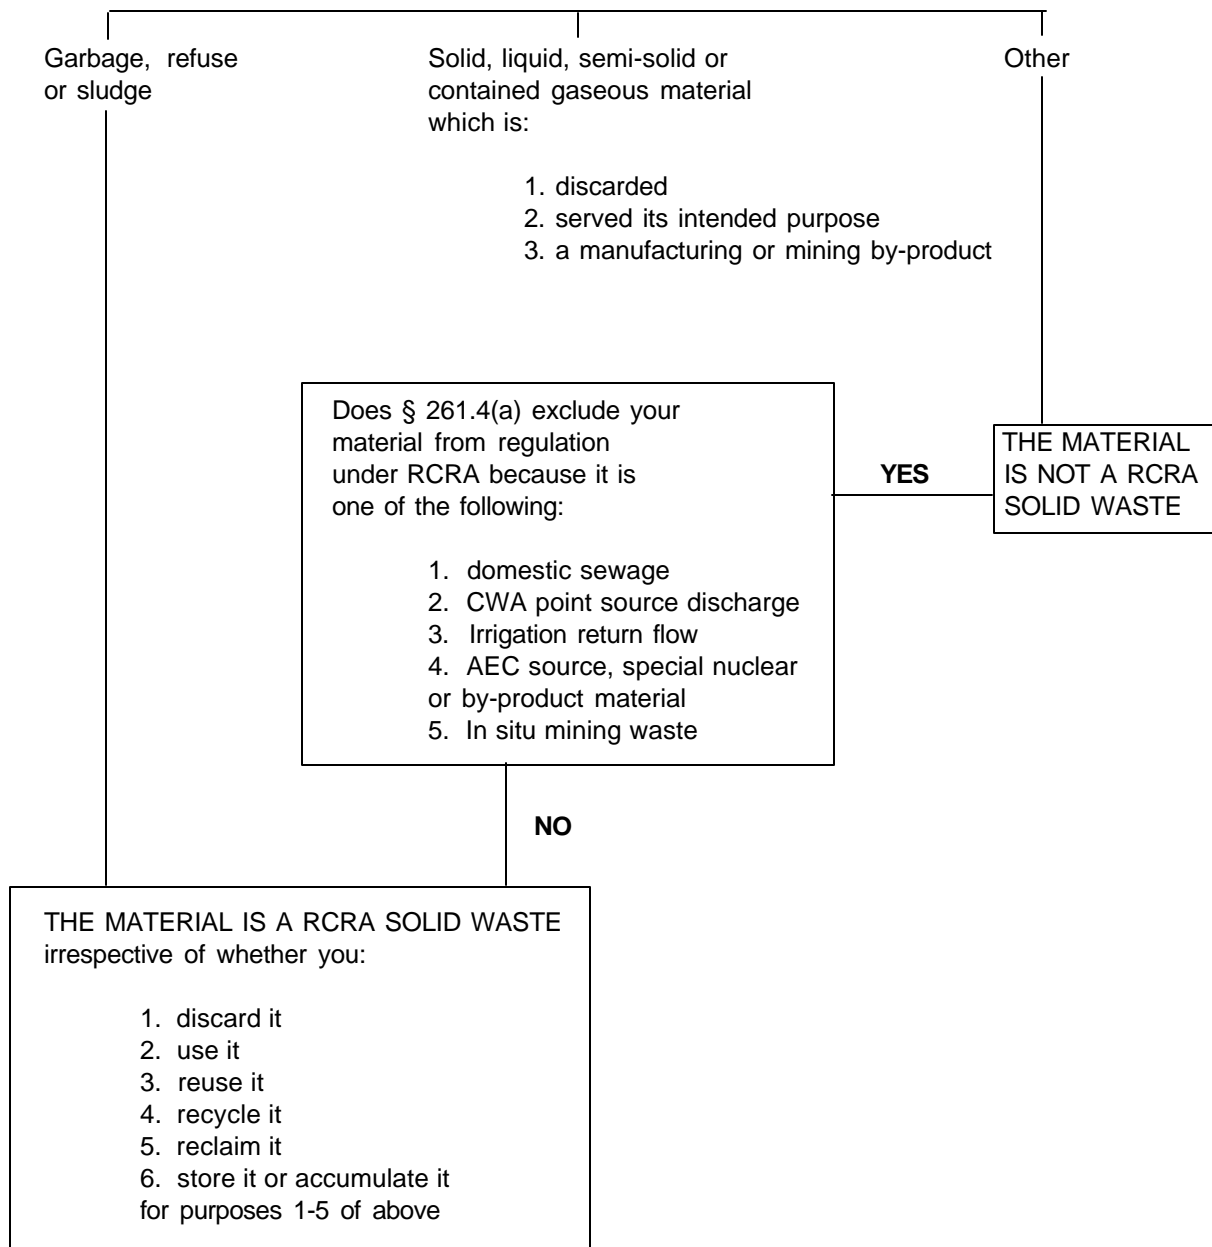 Garbage, refuse
or sludge
Solid, liquid, semi-solid or
contained gaseous material
which is:
1. discarded
2. served its intended purpose
3. a manufacturing or mining by-product
Other
Does § 261.4(a) exclude your
material from regulation
under RCRA because it is
one of the following:
1. domestic sewage
2. CWA point source discharge
3. Irrigation return flow
4. AEC source, special nuclear
or by-product material
5. In situ mining waste
YES
THE MATERIAL
IS NOT A RCRA
SOLID WASTE
NO
THE MATERIAL IS A RCRA SOLID WASTE
irrespective of whether you:
1. discard it
2. use it
3. reuse it
4. recycle it
5. reclaim it
6. store it or accumulate it
for purposes 1-5 of above